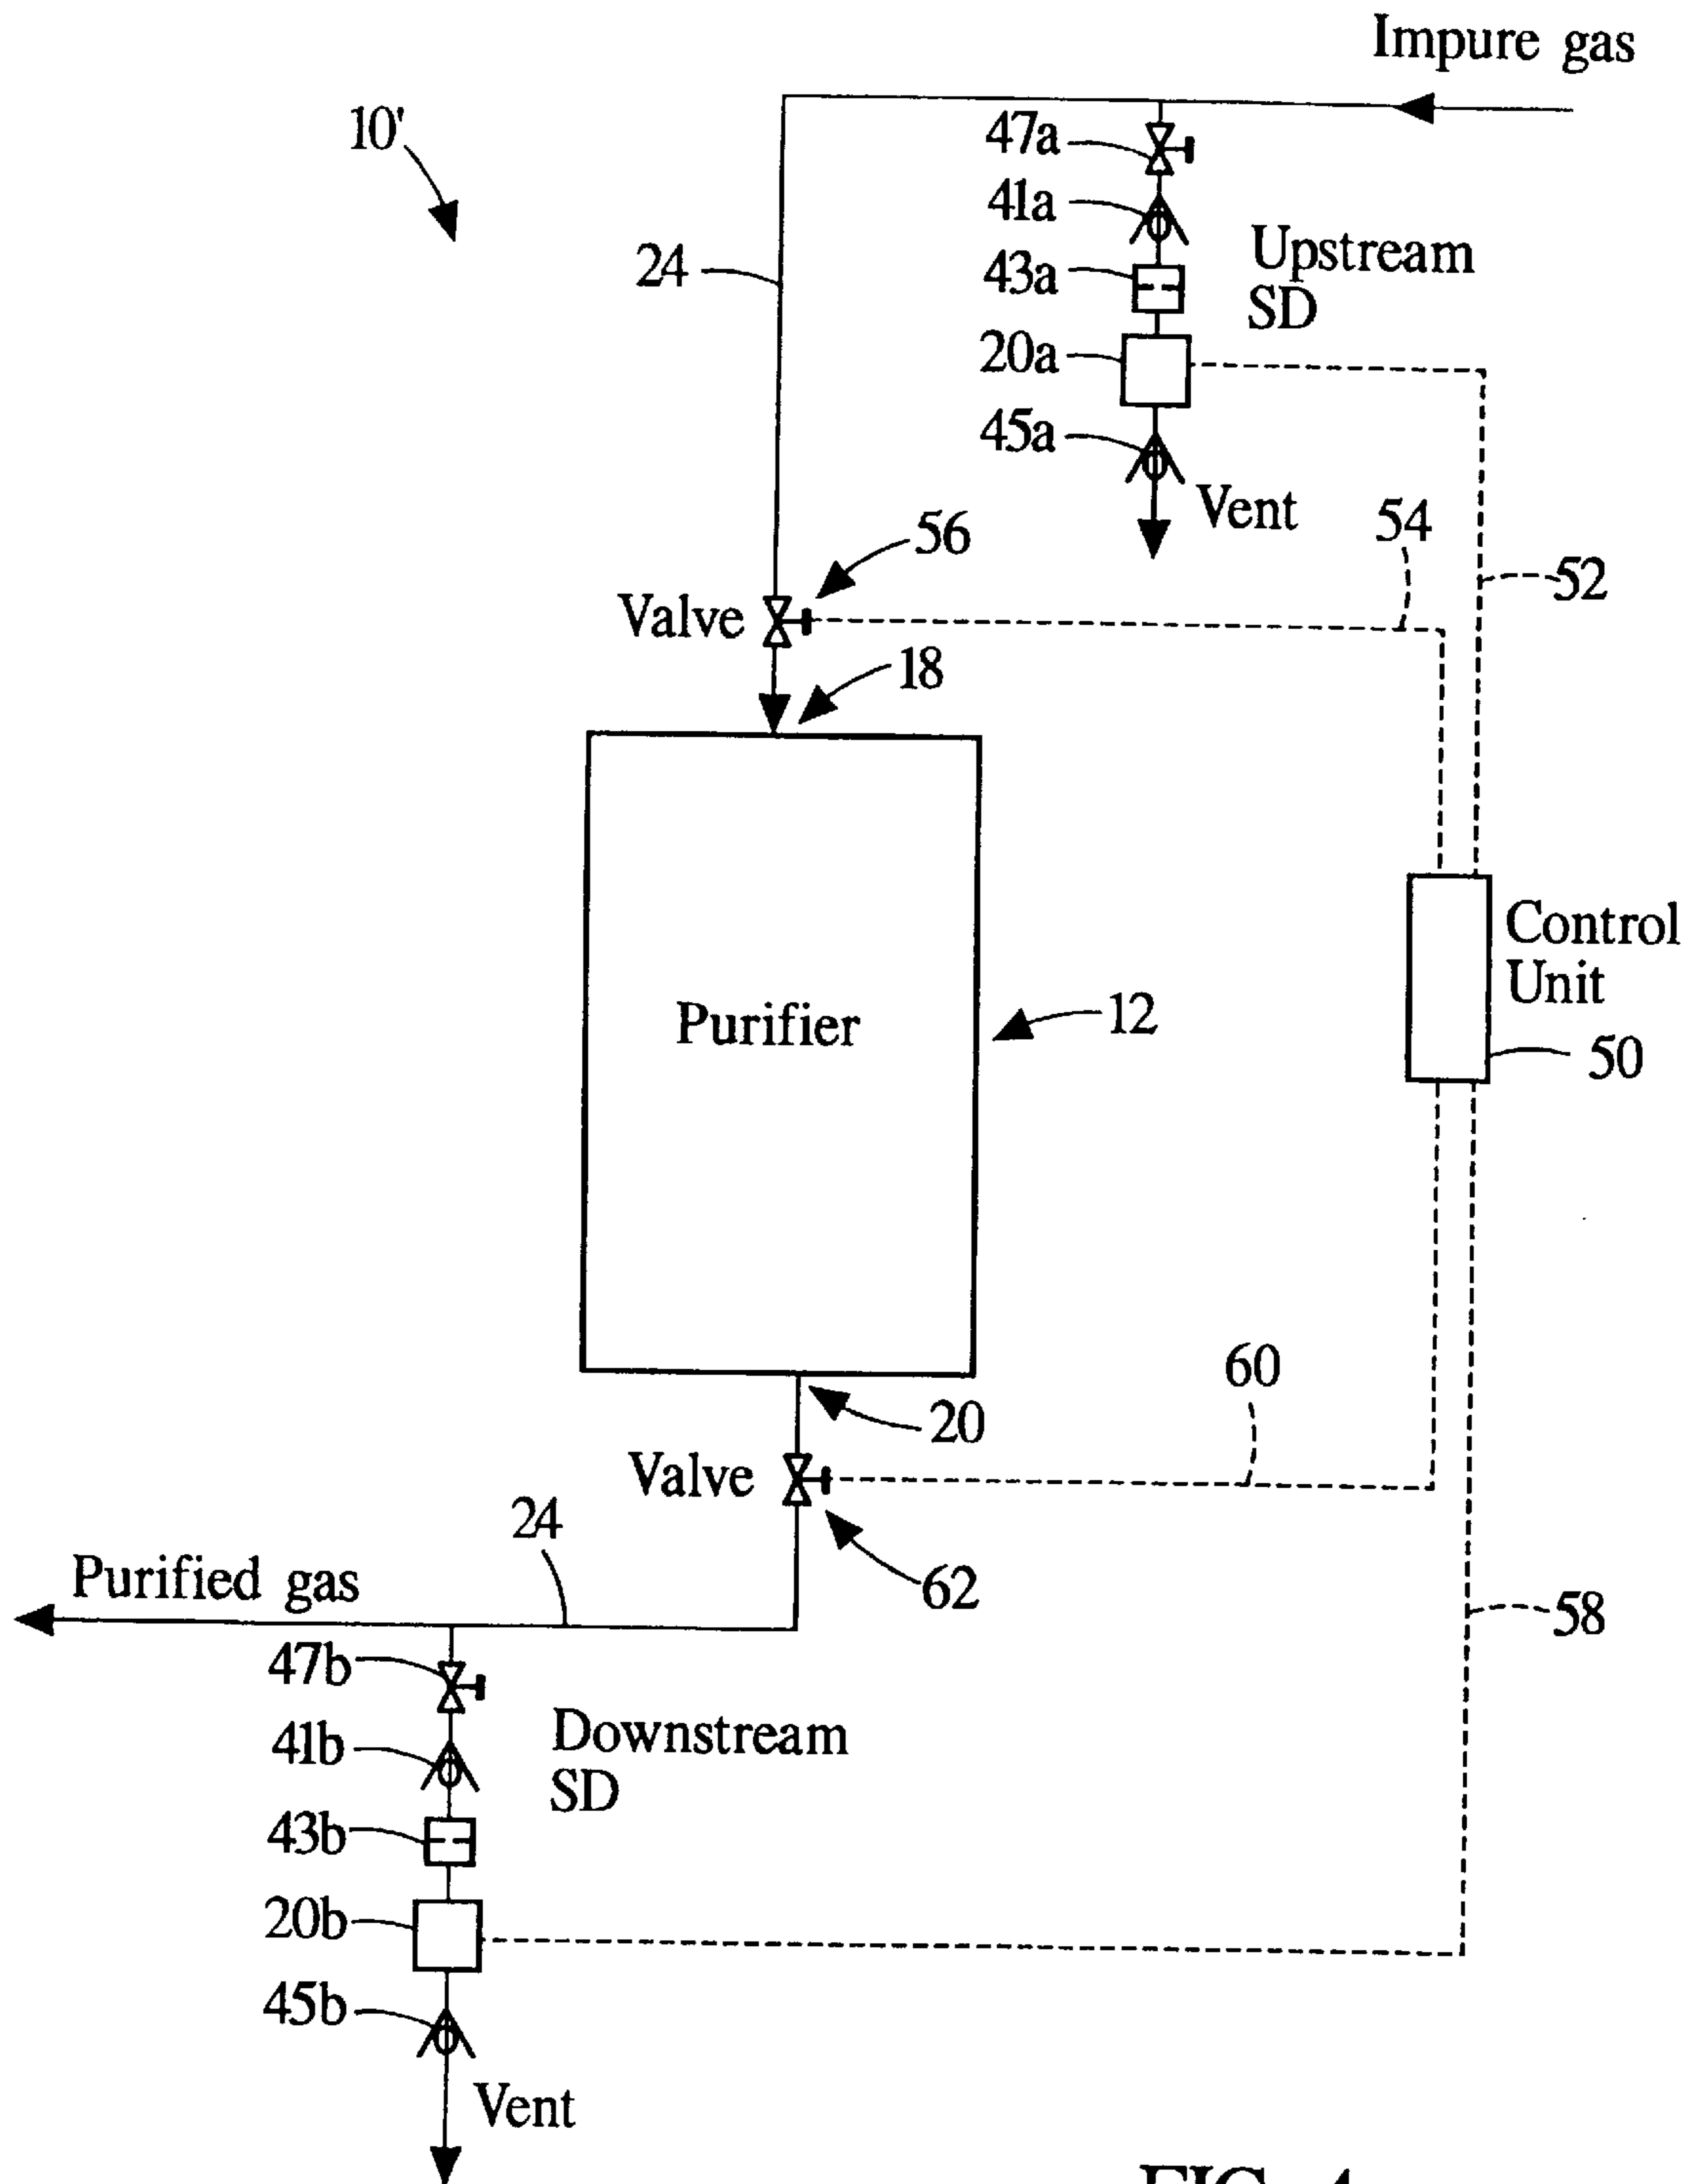 Impure gas
10'
47a
41a
24
Upstream
SD
43a
20a
45a
Vent
54
56
52
Valve
18
Control
Unit
Purifier
12
50
60
20
Valve
24
Purified gas
62
58
47b
Downstream
SD
41b
43b
20b
45b
Vent